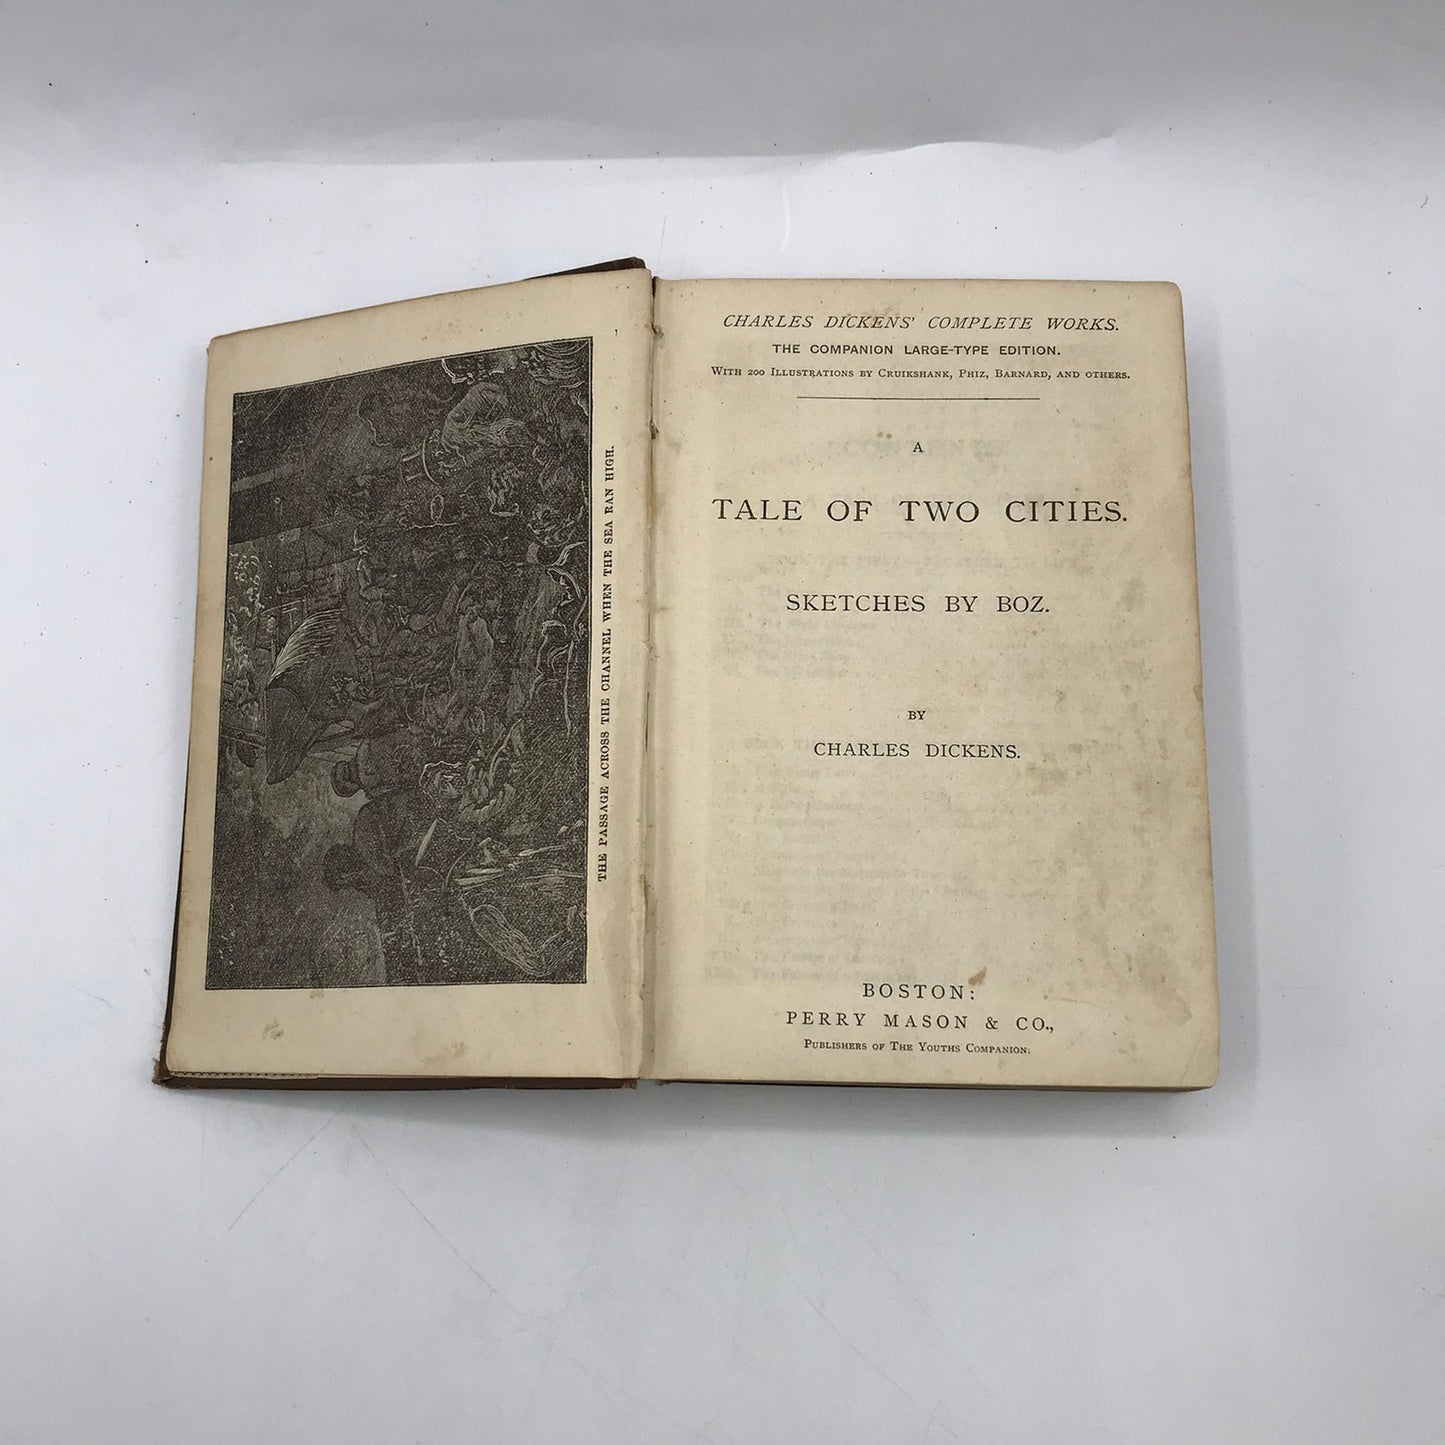 THE PASSAGE ACROSS THE CHANNEL WHEN THE SEA RAN HIGH.
CHARLES DICKENS' COMPLETE WORKS.
THE COMPANION LARGE-TYPE EDITION.
WITH 200 ILLUSTRATIONS BY CRUIKSHANK, PHIZ, BARNARD, AND OTHERS.
A
TALE OF TWO CITIES.
SKETCHES BY BOZ.
BY
CHARLES DICKENS.
BOSTON:
PERRY MASON & CO.,
PUBLISHERS OF THE YOUTHS COMPANION.